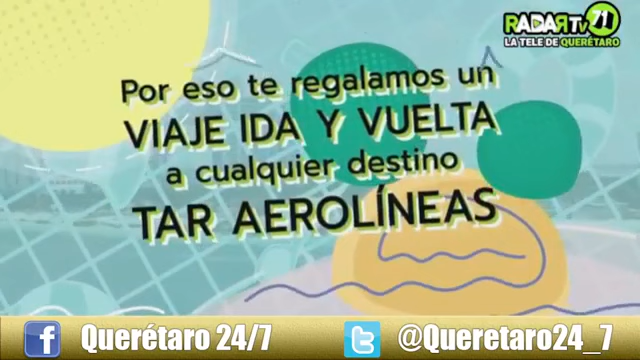 RADAR TV 71
LA TELE DE QUERÉTARO
Por eso te regalamos un
VIAJE IDA Y VUELTA
a cualquier destino
TAR AEROLÍNEAS
f Querétaro 24/7 t @Queretaro24_7